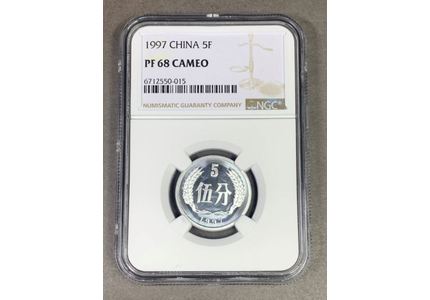 1997 CHINA 5F
PF 68 CAMEO
6712550-015
NUMISMATIC GUARANTY COMPANY
NGC
5
伍分
1997